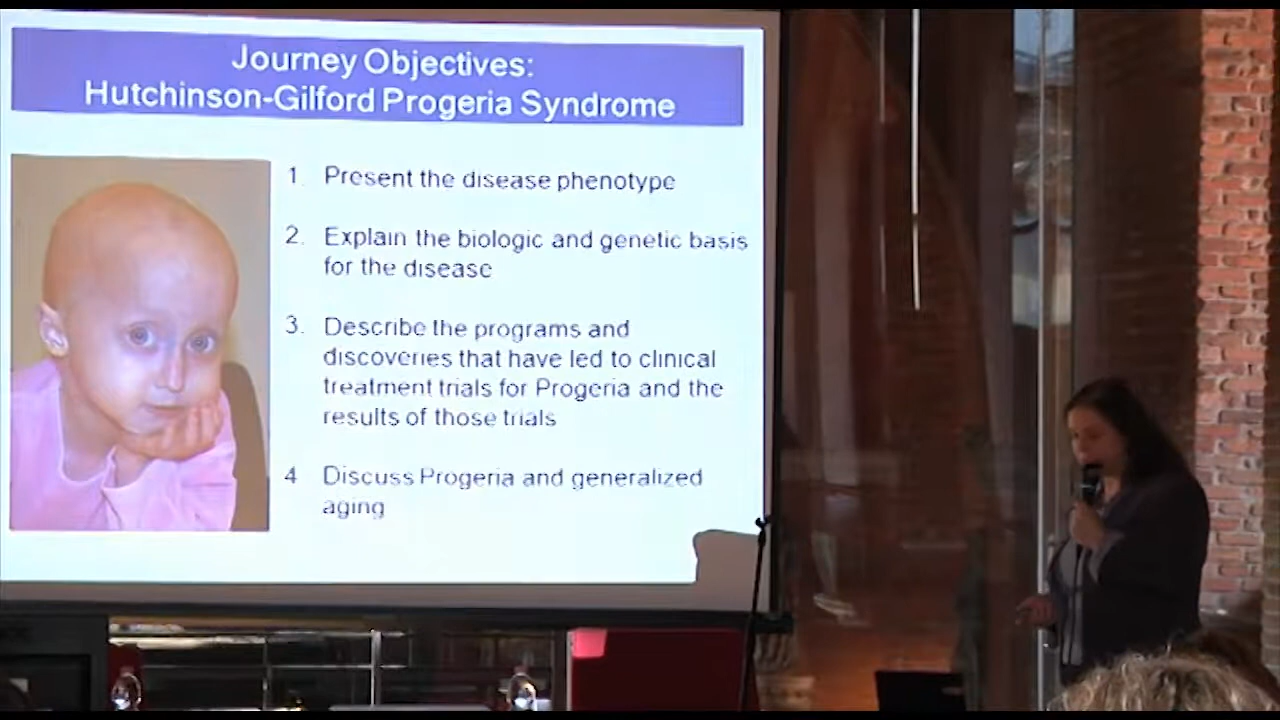 Journey Objectives:
Hutchinson-Gilford Progeria Syndrome
1. Present the disease phenotype
2. Explain the biologic and genetic basis
for the disease
3. Describe the programs and
discoveries that have led to clinical
treatment trials for Progeria and the
results of those trials
4 Discuss Progeria and generalized
aging